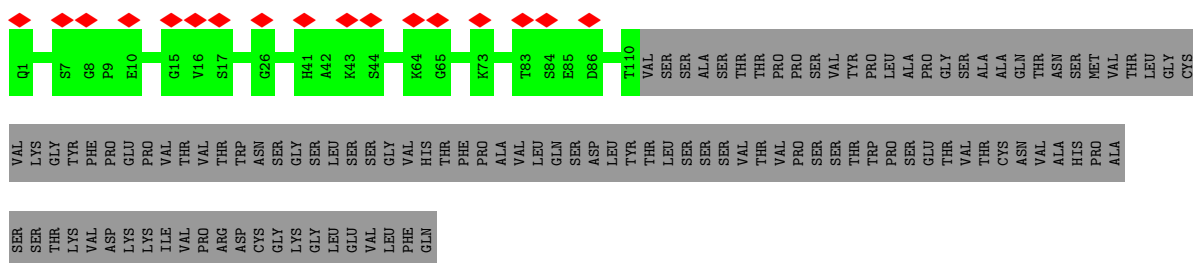 Q1 S7 G8 P9 E10 G15 V16 S17 G26 H41 A42 K43 S44 K64 G65 K73 T83 S84 E85 D86 T110 VAL SER SER ALA SER THR THR PRO PRO SER VAL TYR PRO LEU ALA PRO GLY SER ALA ALA GLN THR ASN SER MET VAL THR LEU GLY CYS
VAL LYS GLY TYR PHE PRO GLU PRO VAL THR VAL THR TRP ASN SER GLY SER LEU SER SER GLY VAL HIS THR PHE PRO ALA VAL LEU GLN SER ASP LEU TYR THR LEU SER SER SER VAL THR VAL PRO SER SER THR TRP PRO SER GLU THR VAL THR CYS ASN VAL ALA HIS PRO ALA
SER SER THR LYS VAL ASP LYS LYS ILE VAL PRO ARG ASP CYS GLY LYS GLY LEU GLU VAL LEU PHE GLN